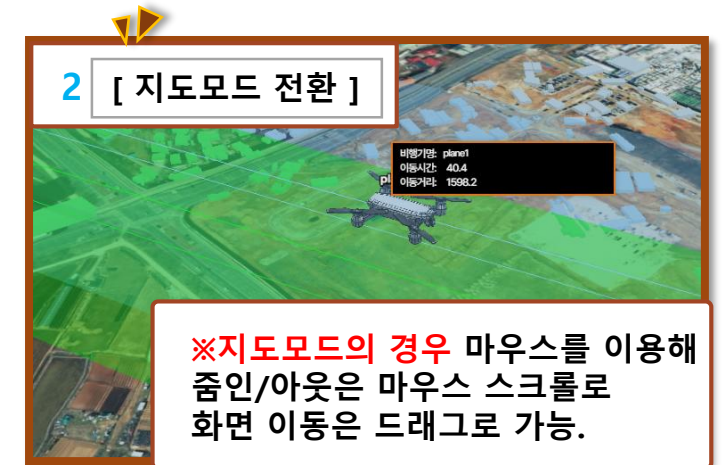 2 [ 지도모드 전환 ]
비행기명: plane1
이동시간: 40.4
이동거리: 1598.2
pl
※지도모드의 경우 마우스를 이용해
줌인/아웃은 마우스 스크롤로
화면 이동은 드래그로 가능.